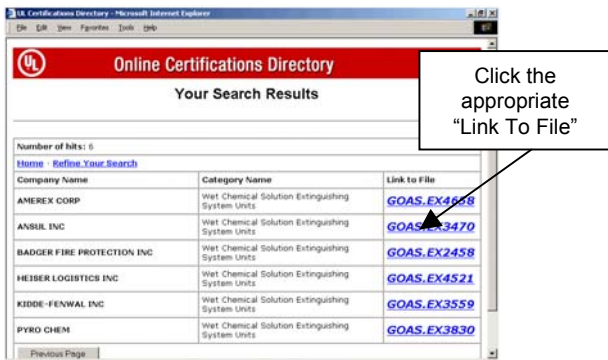 UL Certifications Directory - Microsoft Internet Explorer
File Edit View Favorites Tools Help
UL
Online Certifications Directory
Your Search Results
Click the
appropriate
“Link To File”
Number of hits: 6
Home - Refine Your Search
Company Name Category Name Link to File
AMEREX CORP Wet Chemical Solution Extinguishing
System Units GOAS.EX4658
ANSUL INC Wet Chemical Solution Extinguishing
System Units GOAS.EX3470
BADGER FIRE PROTECTION INC Wet Chemical Solution Extinguishing
System Units GOAS.EX2458
HEISER LOGISTICS INC Wet Chemical Solution Extinguishing
System Units GOAS.EX4521
KIDDE-FENWAL INC Wet Chemical Solution Extinguishing
System Units GOAS.EX3559
PYRO CHEM Wet Chemical Solution Extinguishing
System Units GOAS.EX3830
Previous Page